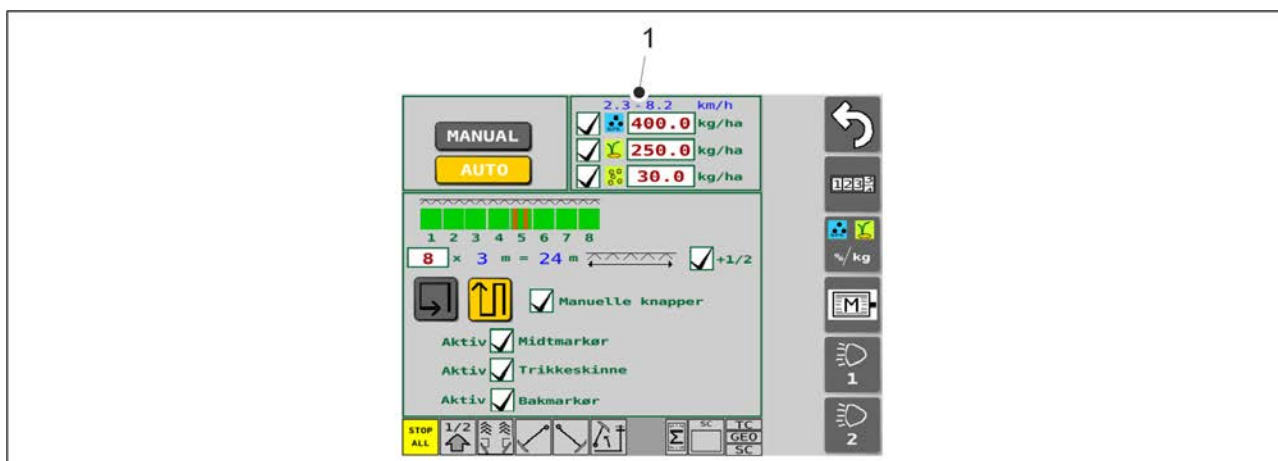 1
2.3-8.2 km/h
MANUAL
AUTO
400.0 kg/ha
250.0 kg/ha
30.0 kg/ha
1 2 3 4 5 6 7 8
8 x 3 m = 24 m +1/2
Manuelle knapper
Aktiv Midtmarkør
Aktiv Trikkeskinne
Aktiv Bakmarkør
STOP ALL
1/2
Σ
SC
TC
GEO
SC
%/kg
M
1
2